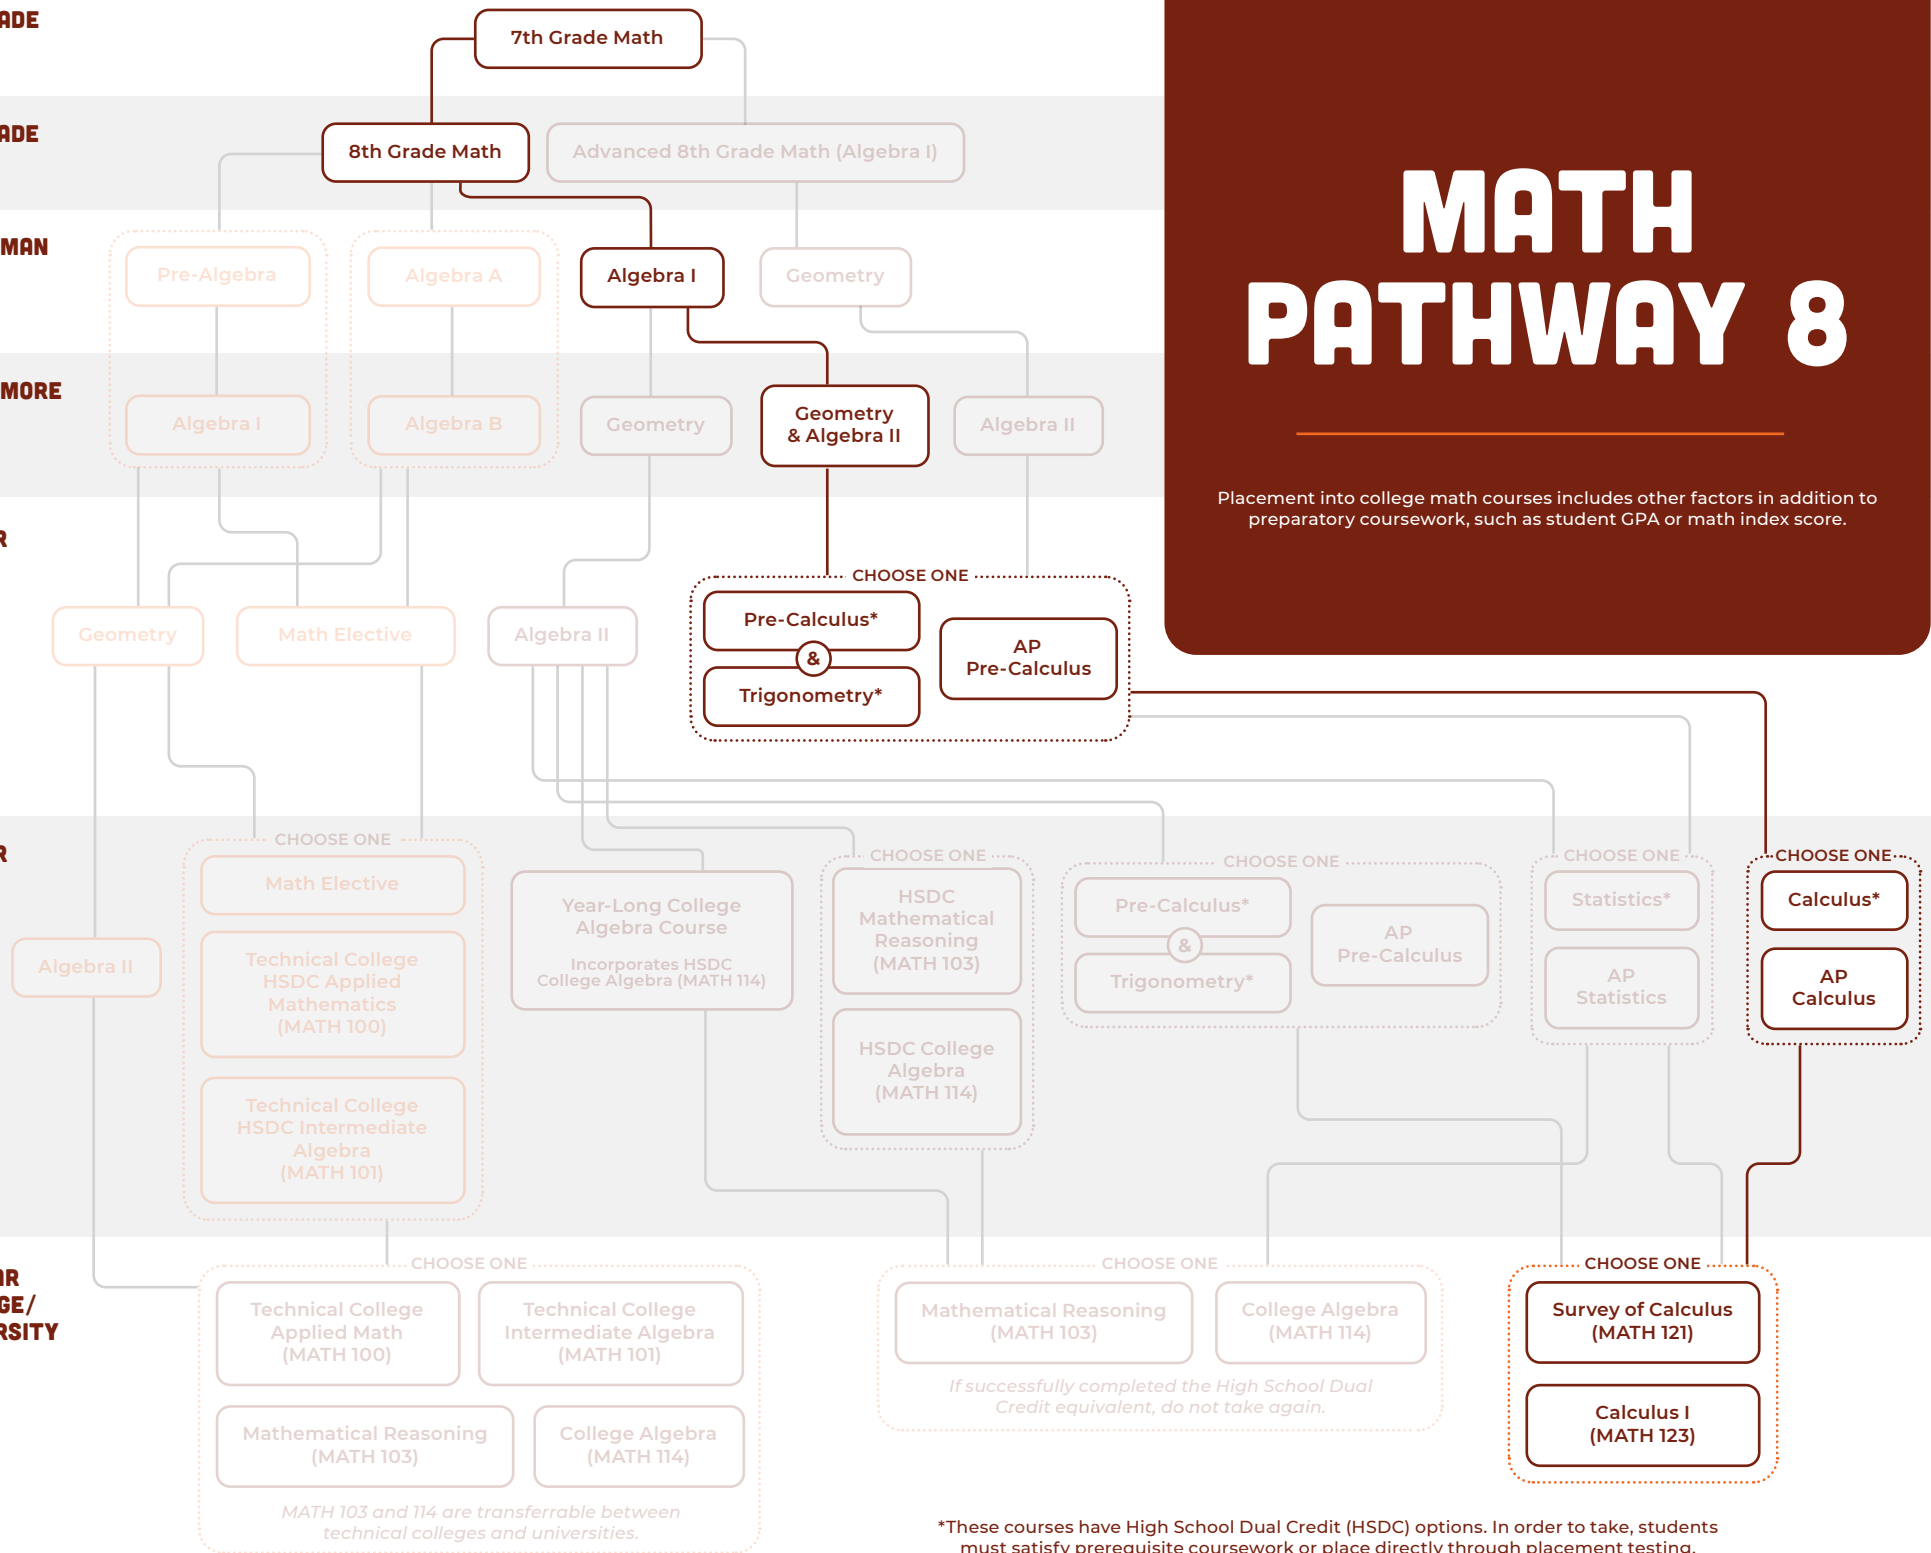 ADE
7th Grade Math
ADE
8th Grade Math
Advanced 8th Grade Math (Algebra I)
MATH
PATHWAY 8
Placement into college math courses includes other factors in addition to
preparatory coursework, such as student GPA or math index score.
MAN
Pre-Algebra
Algebra A
Algebra I
Geometry
MORE
Algebra I
Algebra B
Geometry
Geometry
& Algebra II
Algebra II
R
Geometry
Math Elective
Algebra II
CHOOSE ONE
Pre-Calculus*
&
Trigonometry*
AP
Pre-Calculus
R
Algebra II
CHOOSE ONE
Math Elective
Technical College
HSDC Applied
Mathematics
(MATH 100)
Technical College
HSDC Intermediate
Algebra
(MATH 101)
Year-Long College
Algebra Course
Incorporates HSDC
College Algebra (MATH 114)
CHOOSE ONE
HSDC
Mathematical
Reasoning
(MATH 103)
HSDC College
Algebra
(MATH 114)
CHOOSE ONE
Pre-Calculus*
&
Trigonometry*
AP
Pre-Calculus
CHOOSE ONE
Statistics*
AP
Statistics
CHOOSE ONE
Calculus*
AP
Calculus
AR
GE/
RSITY
CHOOSE ONE
Technical College
Applied Math
(MATH 100)
Technical College
Intermediate Algebra
(MATH 101)
Mathematical Reasoning
(MATH 103)
College Algebra
(MATH 114)
MATH 103 and 114 are transferrable between
technical colleges and universities.
CHOOSE ONE
Mathematical Reasoning
(MATH 103)
College Algebra
(MATH 114)
If successfully completed the High School Dual
Credit equivalent, do not take again.
CHOOSE ONE
Survey of Calculus
(MATH 121)
Calculus I
(MATH 123)
*These courses have High School Dual Credit (HSDC) options. In order to take, students
must satisfy prerequisite coursework or place directly through placement testing.